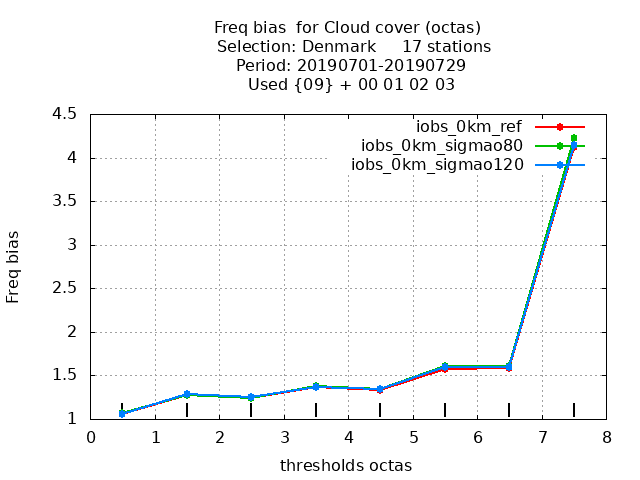 Freq bias  for Cloud cover (octas)
Selection: Denmark     17 stations
Period: 20190701-20190729
Used {09} + 00 01 02 03
iobs_0km_ref
iobs_0km_sigmao80
iobs_0km_sigmao120
Freq bias
4.5
4
3.5
3
2.5
2
1.5
1
0 1 2 3 4 5 6 7 8
thresholds octas